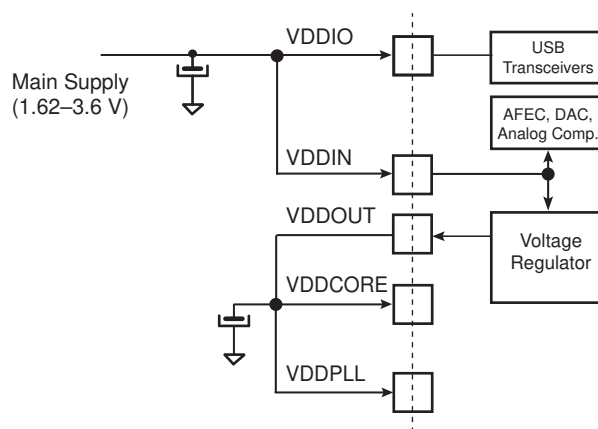 VDDIO
USB
Transceivers
Main Supply
(1.62–3.6 V)
AFEC, DAC,
Analog Comp.
VDDIN
VDDOUT
Voltage
Regulator
VDDCORE
VDDPLL